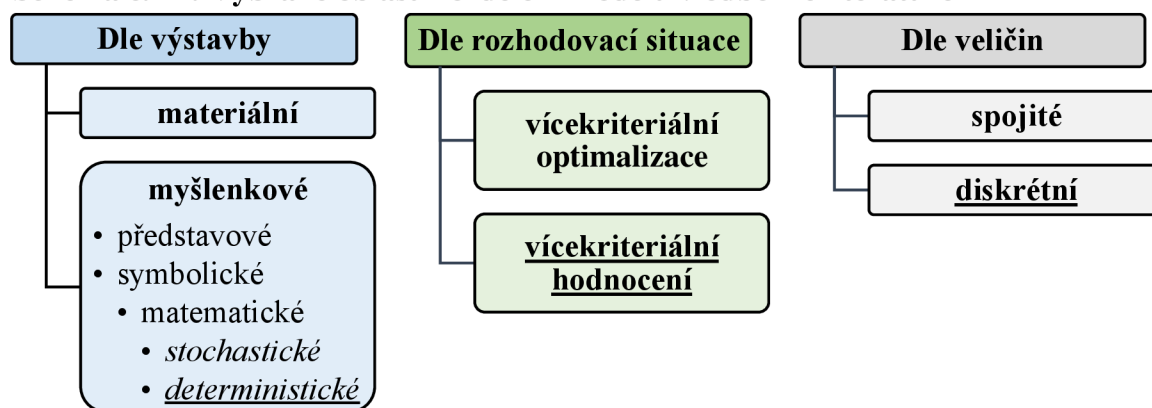 Dle výstavby
materiální
myšlenkové
• představové
• symbolické
• matematické
• stochastické
• deterministické
Dle rozhodovací situace
vícekriteriální
optimalizace
vícekriteriální
hodnocení
Dle veličin
spojité
diskrétní